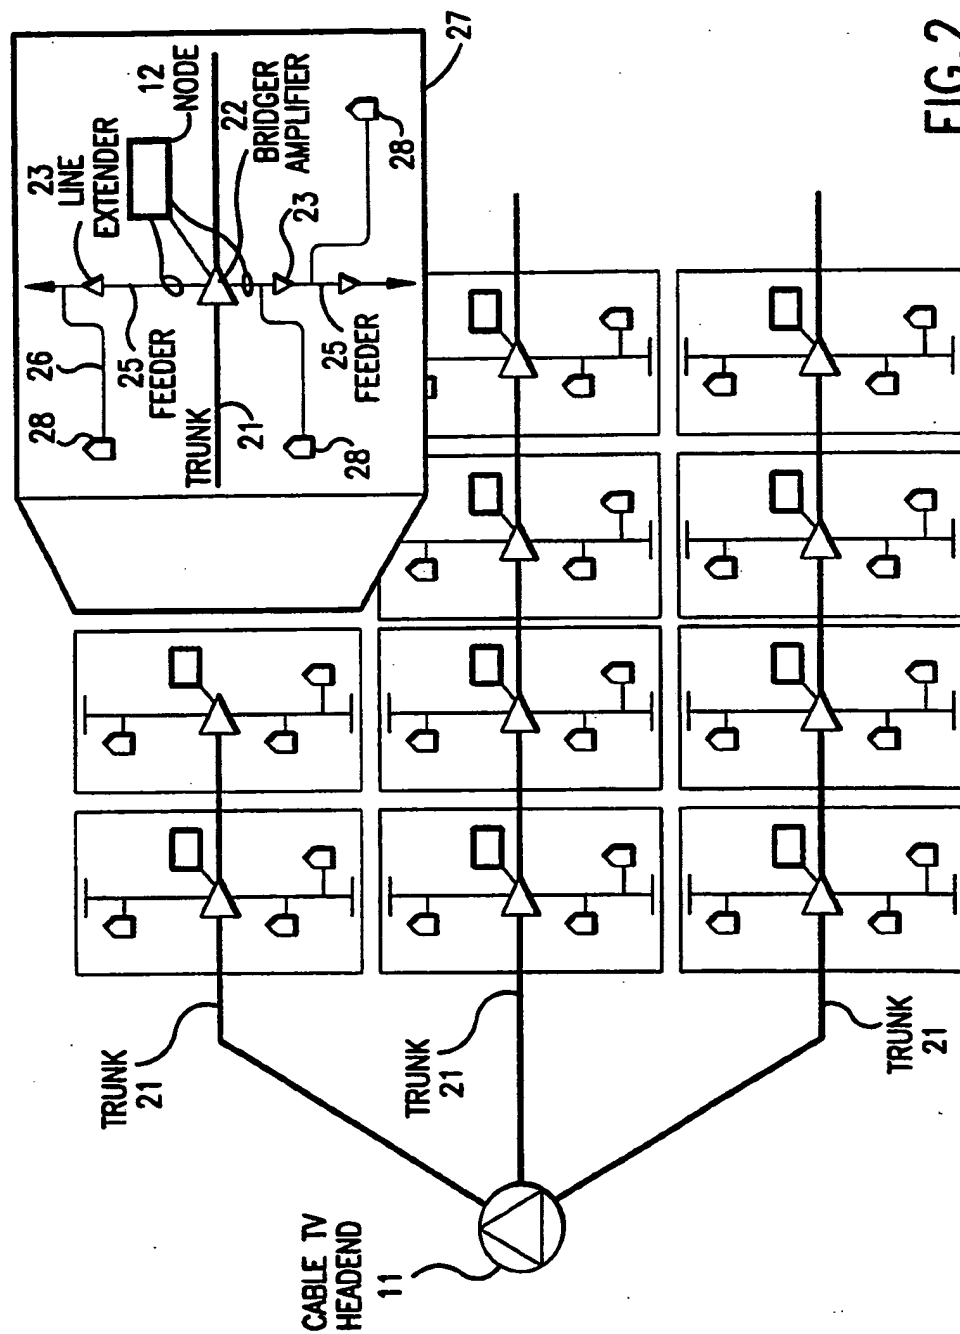 23
LINE
EXTENDER
12
NODE
22
BRIDGER
AMPLIFIER
23
28
27
28
26
25
FEEDER
TRUNK
21
28
25
FEEDER
TRUNK
21
TRUNK
21
TRUNK
21
CABLE TV
HEADEND
11
FIG.2